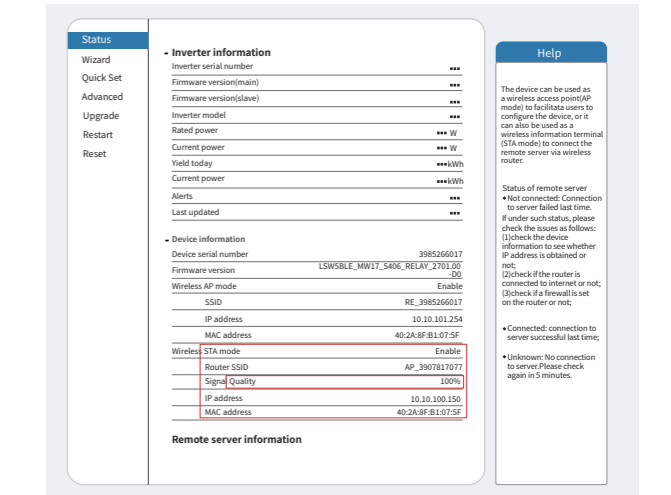 Status
Wizard
Quick Set
Advanced
Upgrade
Restart
Reset
- Inverter information
Inverter serial number ---
Firmware version(main) ---
Firmware version(slave) ---
Inverter model ---
Rated power --- W
Current power --- W
Yield today ---kWh
Current power ---kWh
Alerts ---
Last updated ---
- Device information
Device serial number 3985266017
Firmware version LSW5BLE_MW17_5406_RELAY_2701.00
-D0
Wireless AP mode Enable
SSID RE_3985266017
IP address 10.10.101.254
MAC address 40:2A:8F:B1:07:5F
Wireless STA mode Enable
Router SSID AP_3907817077
Signal Quality 100%
IP address 10.10.100.150
MAC address 40:2A:8F:B1:07:5F
Remote server information
Help
The device can be used as
a wireless access point(AP
mode) to facilitata users to
configure the device, or it
can also be used as a
wireless information terminal
(STA mode) to connect the
remote server via wireless
router.
Status of remote server
◆Not connected: Connection
to server failed last time.
If under such status, please
check the issues as follows:
(1)check the device
information to see whether
IP address is obtained or
not;
(2)check if the router is
connected to internet or not;
(3)check if a firewall is set
on the router or not;
◆Connected: connection to
server successful last time;
◆Unknown: No connection
to server.Please check
again in 5 minutes.